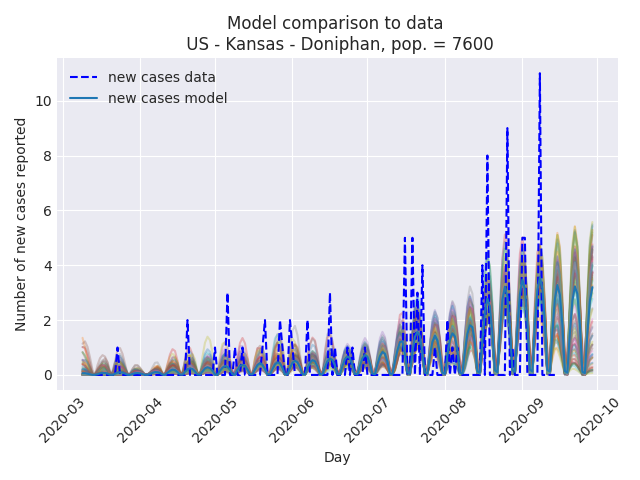 Model comparison to data
US - Kansas - Doniphan, pop. = 7600
new cases data
new cases model
Number of new cases reported
10
8
6
4
2
0
2020-03
2020-04
2020-05
2020-06
2020-07
2020-08
2020-09
2020-10
Day